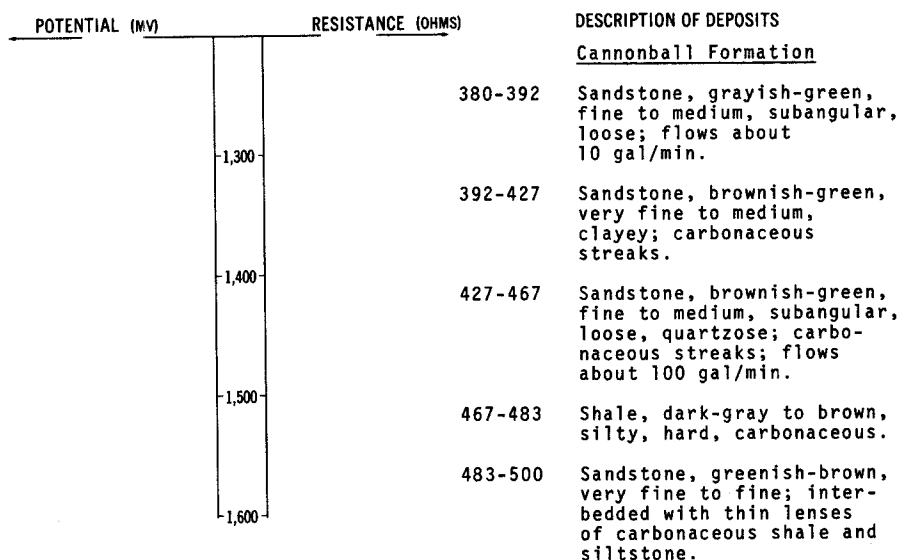 POTENTIAL (MV) RESISTANCE (OHMS) DESCRIPTION OF DEPOSITS
Cannonball Formation
380-392 Sandstone, grayish-green,
fine to medium, subangular,
loose; flows about
10 gal/min.
1,300
392-427 Sandstone, brownish-green,
very fine to medium,
clayey; carbonaceous
streaks.
1,400
427-467 Sandstone, brownish-green,
fine to medium, subangular,
loose, quartzose; carbo-
naceous streaks; flows
about 100 gal/min.
1,500
467-483 Shale, dark-gray to brown,
silty, hard, carbonaceous.
483-500 Sandstone, greenish-brown,
very fine to fine; inter-
1,600 bedded with thin lenses
of carbonaceous shale and
siltstone.